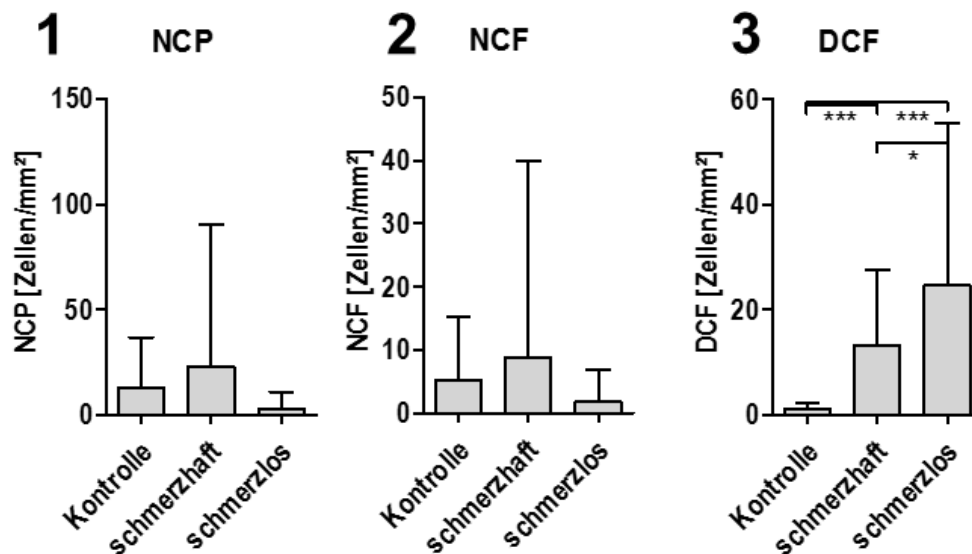 1 NCP
NCP [Zellen/mm²]
150
100
50
0
Kontrolle
schmerzhaft
schmerzlos
2 NCF
NCF [Zellen/mm²]
50
40
30
20
10
0
Kontrolle
schmerzhaft
schmerzlos
3 DCF
DCF [Zellen/mm²]
60
40
20
0
*** ***
*
Kontrolle
schmerzhaft
schmerzlos